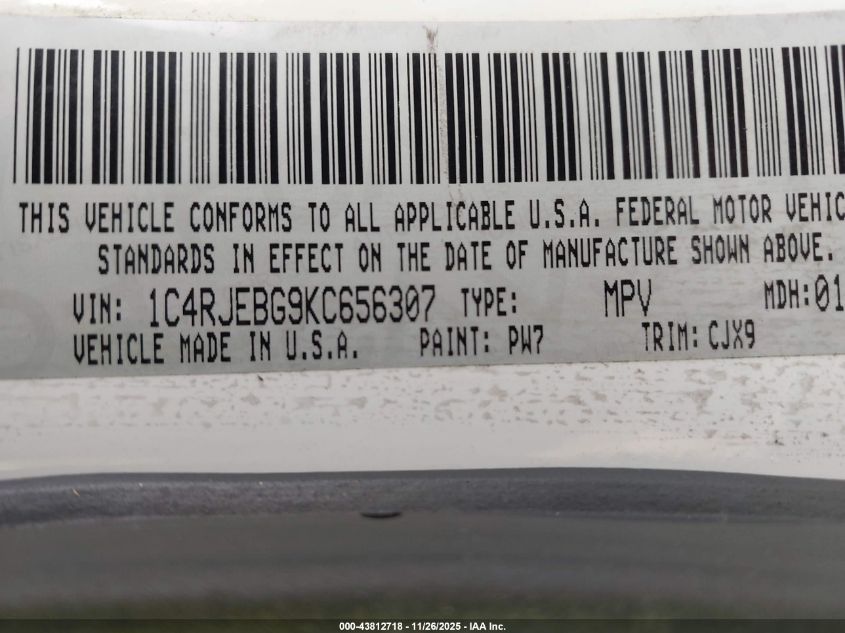 THIS VEHICLE CONFORMS TO ALL APPLICABLE U.S.A. FEDERAL MOTOR VEHIC
STANDARDS IN EFFECT ON THE DATE OF MANUFACTURE SHOWN ABOVE.
VIN: 1C4RJEBG9KC656307 TYPE: MPV MDH:01
VEHICLE MADE IN U.S.A. PAINT: PW7 TRIM: CJX9
000-43812718 - 11/26/2025 - IAA Inc.